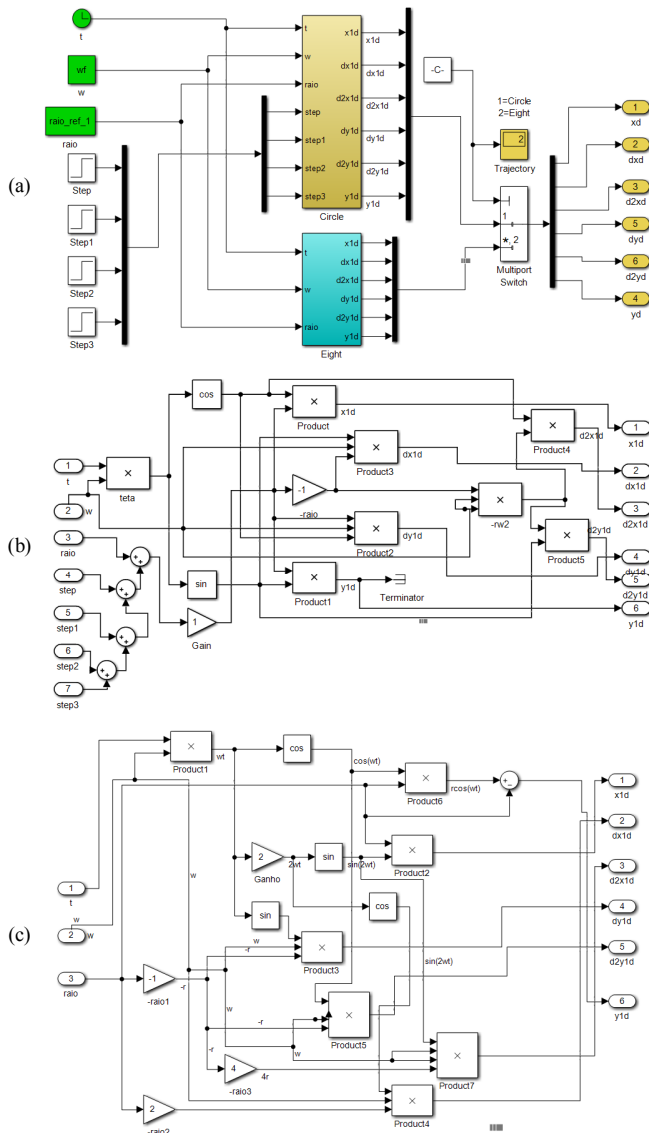 (a)
t
wf
w
raio_ref_1
raio
Step
Step1
Step2
Step3
t
w
raio
step
step1
step2
step3
x1d
dx1d
d2x1d
dy1d
d2y1d
y1d
Circle
x1d
dx1d
d2x1d
dy1d
d2y1d
y1d
t
w
raio
x1d
dx1d
d2x1d
dy1d
d2y1d
y1d
Eight
-C-
1=Circle
2=Eight
2
Trajectory
1
*, 2
Multiport
Switch
1
xd
2
dxd
3
d2xd
5
dyd
6
d2yd
4
yd
(b)
1
t
2
w
3
raio
4
step
5
step1
6
step2
7
step3
×
teta
cos
sin
1
Gain
×
Product
x1d
×
Product3
dx1d
-1
-raio
×
Product2
dy1d
×
Product1
y1d
Terminator
×
-rw2
×
Product4
d2x1d
×
Product5
d2y1d
1
x1d
2
dx1d
3
d2x1d
4
dy1d
5
d2y1d
6
y1d
(c)
1
t
w
2
w
3
raio
×
Product1
wt
cos
cos(wt)
×
Product6
rcos(wt)
2
Ganho
2wt
sin
sin(2wt)
×
Product2
w
sin
cos
w
-r
×
Product3
sin(2wt)
-1
-raio1
-r
w
×
Product5
w
-r
4
-raio3
4r
×
Product7
2
-raio2
×
Product4
1
x1d
2
dx1d
3
d2x1d
4
dy1d
5
d2y1d
6
y1d